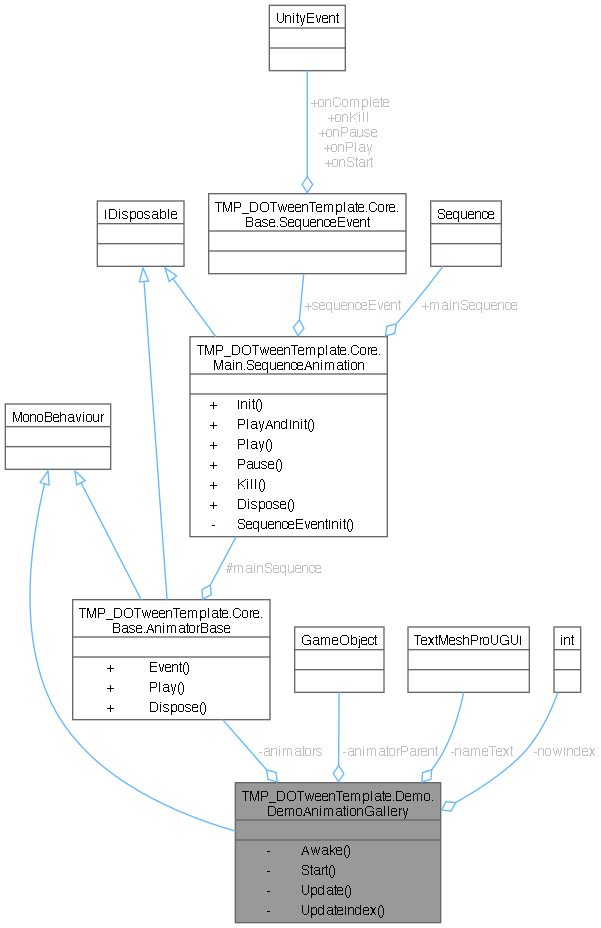 UnityEvent
+onComplete
+onKill
+onPause
+onPlay
+onStart
IDisposable
TMP_DOTweenTemplate.Core.
Base.SequenceEvent
Sequence
+sequenceEvent
+mainSequence
TMP_DOTweenTemplate.Core.
Main.SequenceAnimation
+ Init()
+ PlayAndInit()
+ Play()
+ Pause()
+ Kill()
+ Dispose()
- SequenceEventInit()
MonoBehaviour
#mainSequence
TMP_DOTweenTemplate.Core.
Base.AnimatorBase
+ Event()
+ Play()
+ Dispose()
GameObject
TextMeshProUGUI
int
-animators
-animatorParent
-nameText
-nowIndex
TMP_DOTweenTemplate.Demo.
DemoAnimationGallery
- Awake()
- Start()
- Update()
- UpdateIndex()